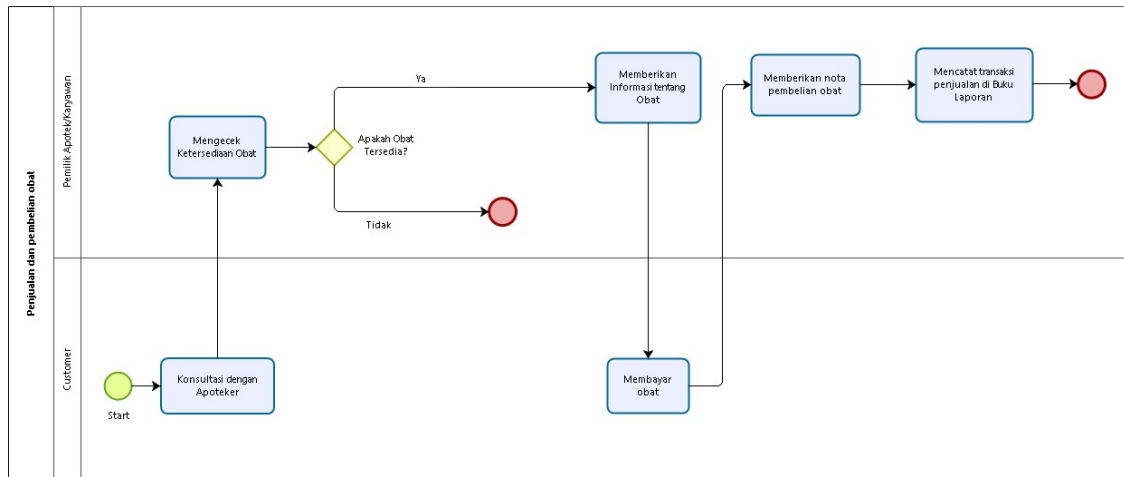 Penjualan dan pembelian obat
Pemilik Apotek/Karyawan
Mengecek
Ketersediaan Obat
Apakah Obat
Tersedia?
Ya
Tidak
Memberikan
Informasi tentang
Obat
Memberikan nota
pembelian obat
Mencatat transaksi
penjualan di Buku
Laporan
Customer
Start
Konsultasi dengan
Apoteker
Membayar
obat